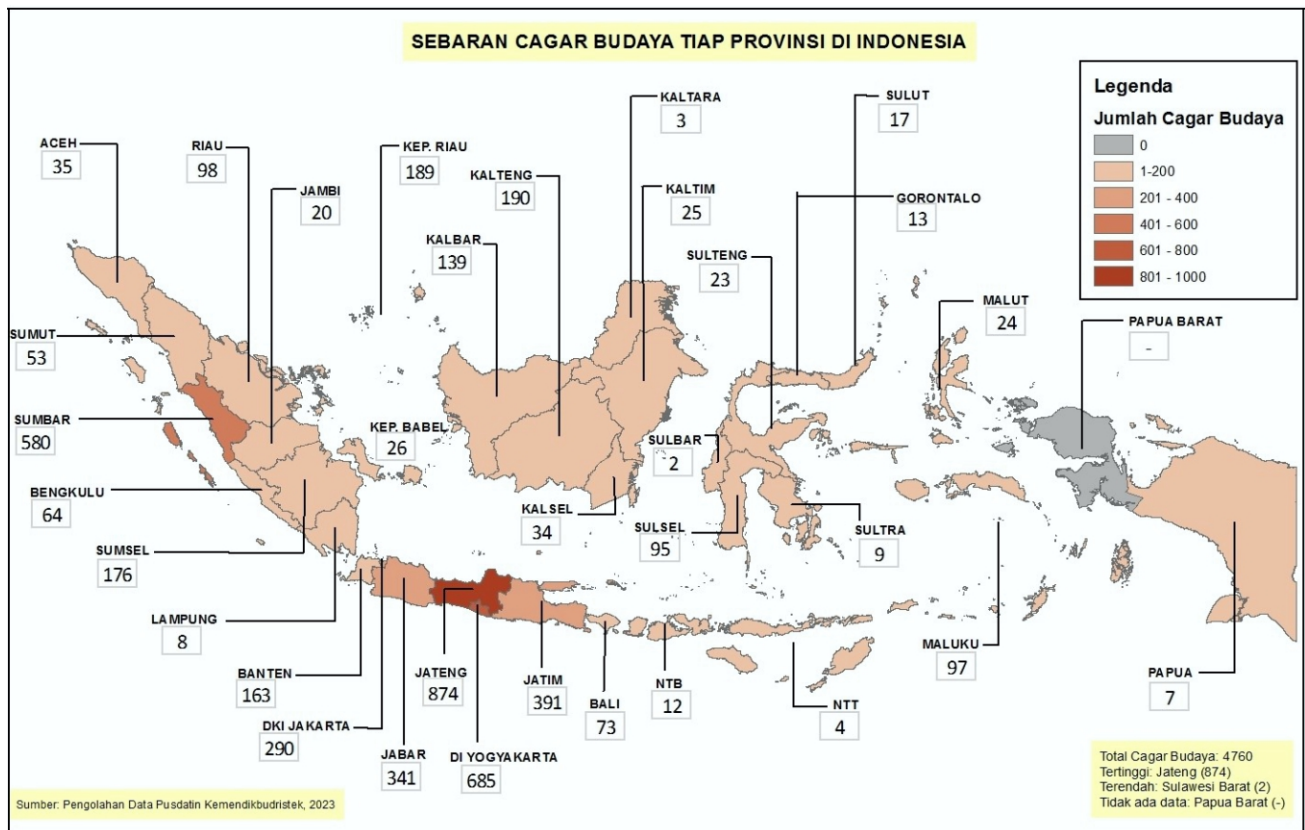 SEBARAN CAGAR BUDAYA TIAP PROVINSI DI INDONESIA
Legenda
Jumlah Cagar Budaya
0
1-200
201 - 400
401 - 600
601 - 800
801 - 1000
ACEH
35
RIAU
98
JAMBI
20
KEP. RIAU
189
KALTENG
190
KALTARA
3
KALTIM
25
SULUT
17
GORONTALO
13
KALBAR
139
SULTENG
23
MALUT
24
PAPUA BARAT
-
SUMUT
53
SUMBAR
580
KEP. BABEL
26
SULBAR
2
BENGKULU
64
KALSEL
34
SULSEL
95
SULTRA
9
SUMSEL
176
LAMPUNG
8
BANTEN
163
DKI JAKARTA
290
JABAR
341
JATENG
874
DI YOGYAKARTA
685
JATIM
391
BALI
73
NTB
12
NTT
4
MALUKU
97
PAPUA
7
Sumber: Pengolahan Data Pusdatin Kemendikbudristek, 2023
Total Cagar Budaya: 4760
Tertinggi: Jateng (874)
Terendah: Sulawesi Barat (2)
Tidak ada data: Papua Barat (-)